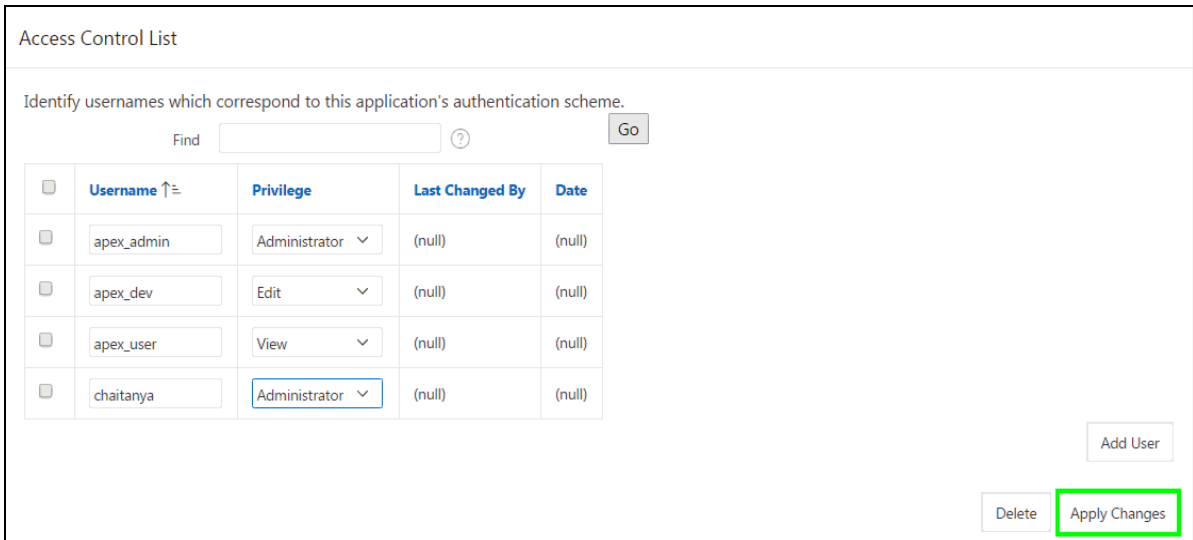 Access Control List
Identify usernames which correspond to this application's authentication scheme.
Find ? Go
Username Privilege Last Changed By Date
apex_admin Administrator (null) (null)
apex_dev Edit (null) (null)
apex_user View (null) (null)
chaitanya Administrator (null) (null)
Add User
Delete Apply Changes